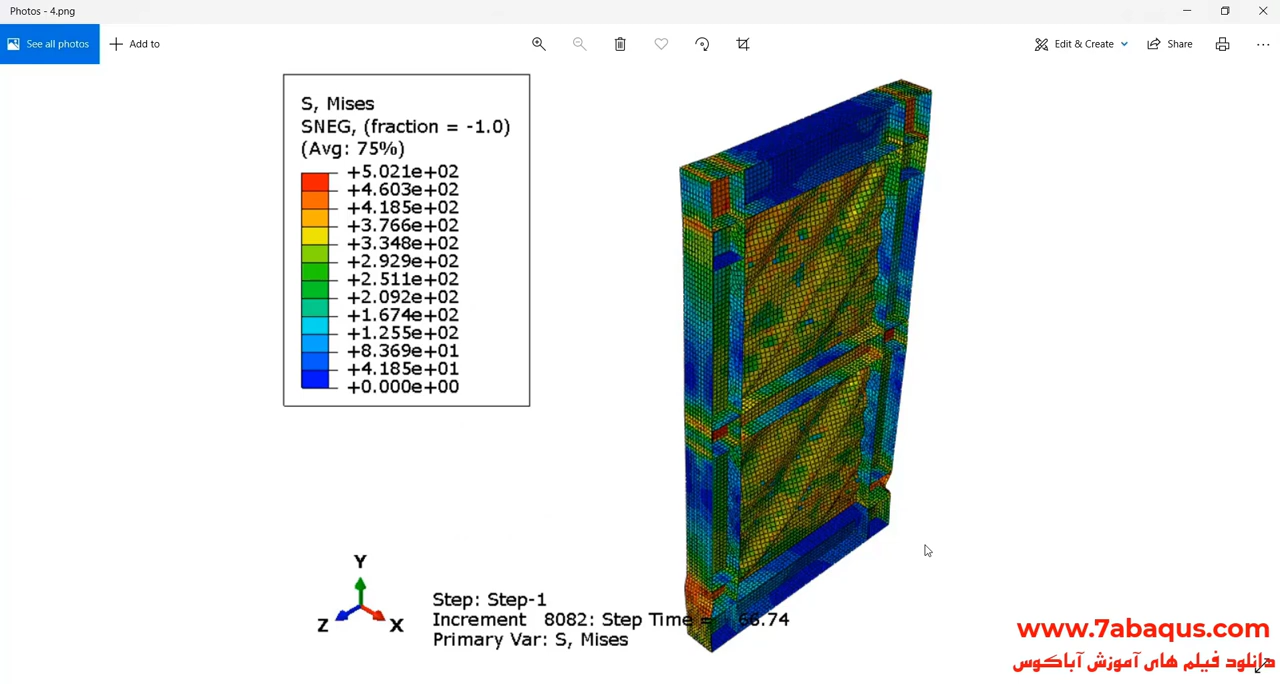 Photos - 4.png
See all photos
Add to
Edit & Create
Share
S, Mises
SNEG, (fraction = -1.0)
(Avg: 75%)
+5.021e+02
+4.603e+02
+4.185e+02
+3.766e+02
+3.348e+02
+2.929e+02
+2.511e+02
+2.092e+02
+1.674e+02
+1.255e+02
+8.369e+01
+4.185e+01
+0.000e+00
Y
Z
X
Step: Step-1
Increment 8082: Step Time = 66.74
Primary Var: S, Mises
www.7abaqus.com
دانلود فیلم های آموزش آباکوس